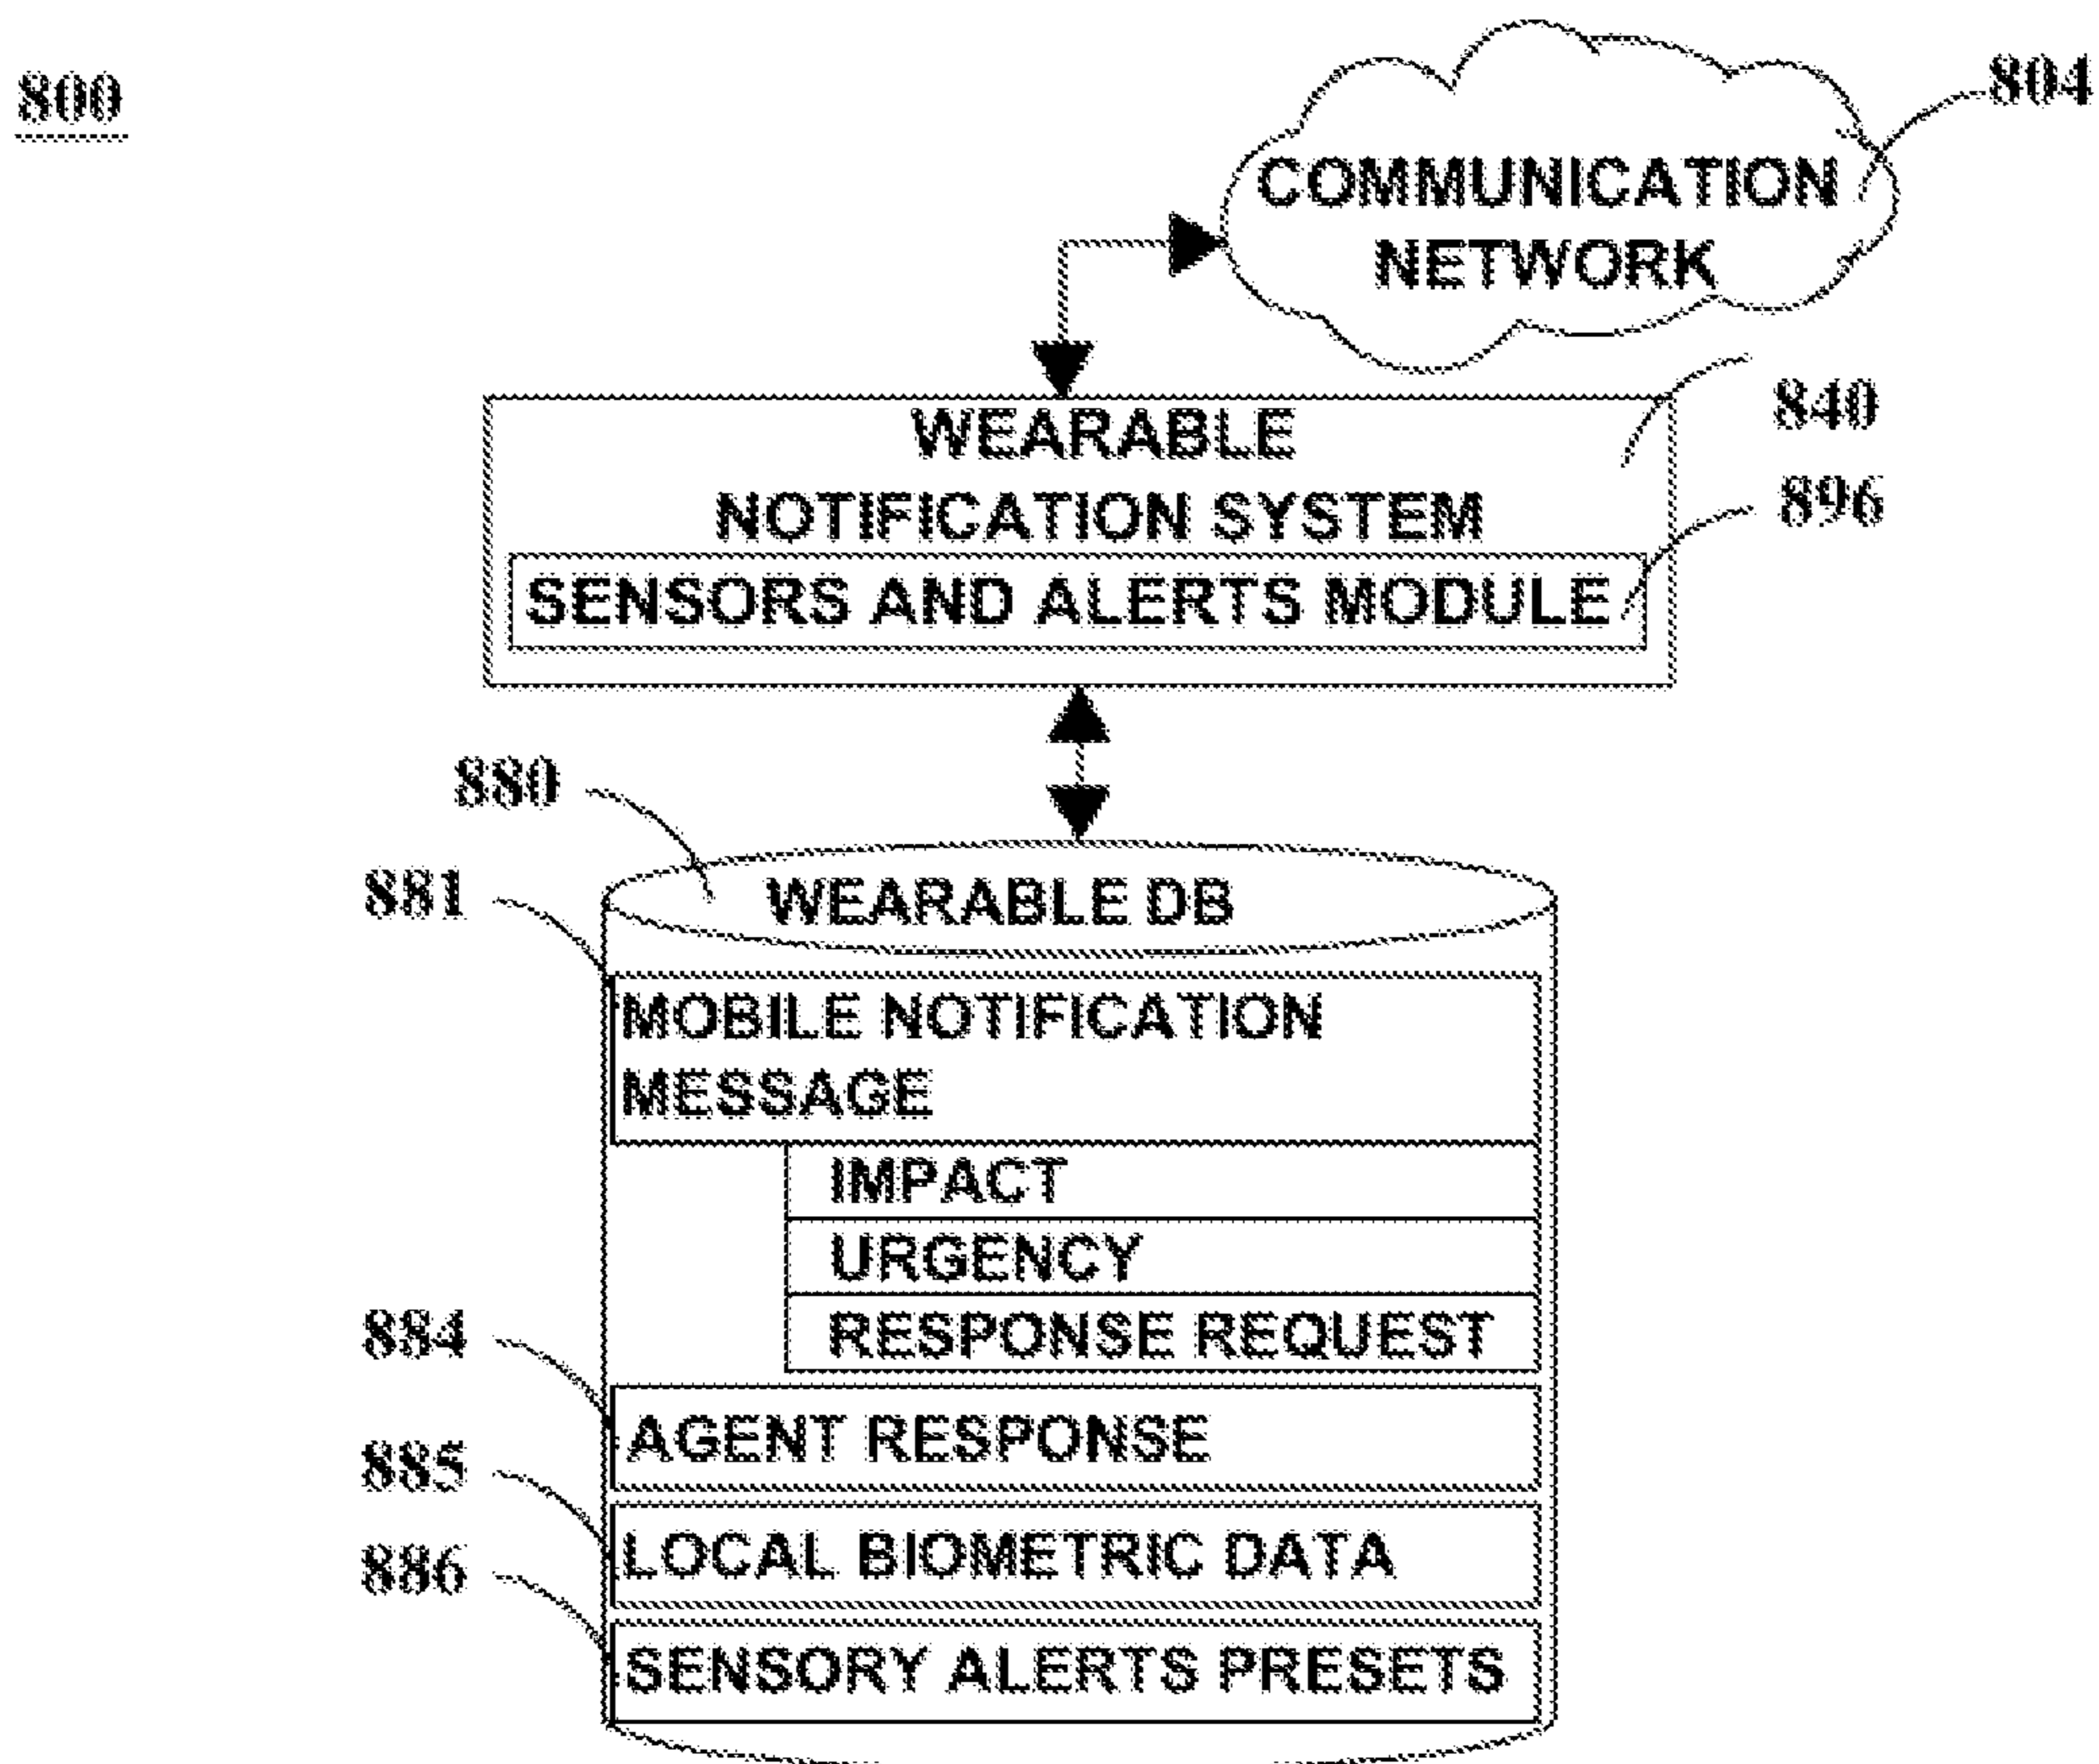 800
804
COMMUNICATION
NETWORK
840
WEARABLE
NOTIFICATION SYSTEM
896
SENSORS AND ALERTS MODULE
880
WEARABLE DB
881
MOBILE NOTIFICATION
MESSAGE
IMPACT
URGENCY
RESPONSE REQUEST
884
AGENT RESPONSE
885
LOCAL BIOMETRIC DATA
886
SENSORY ALERTS PRESETS